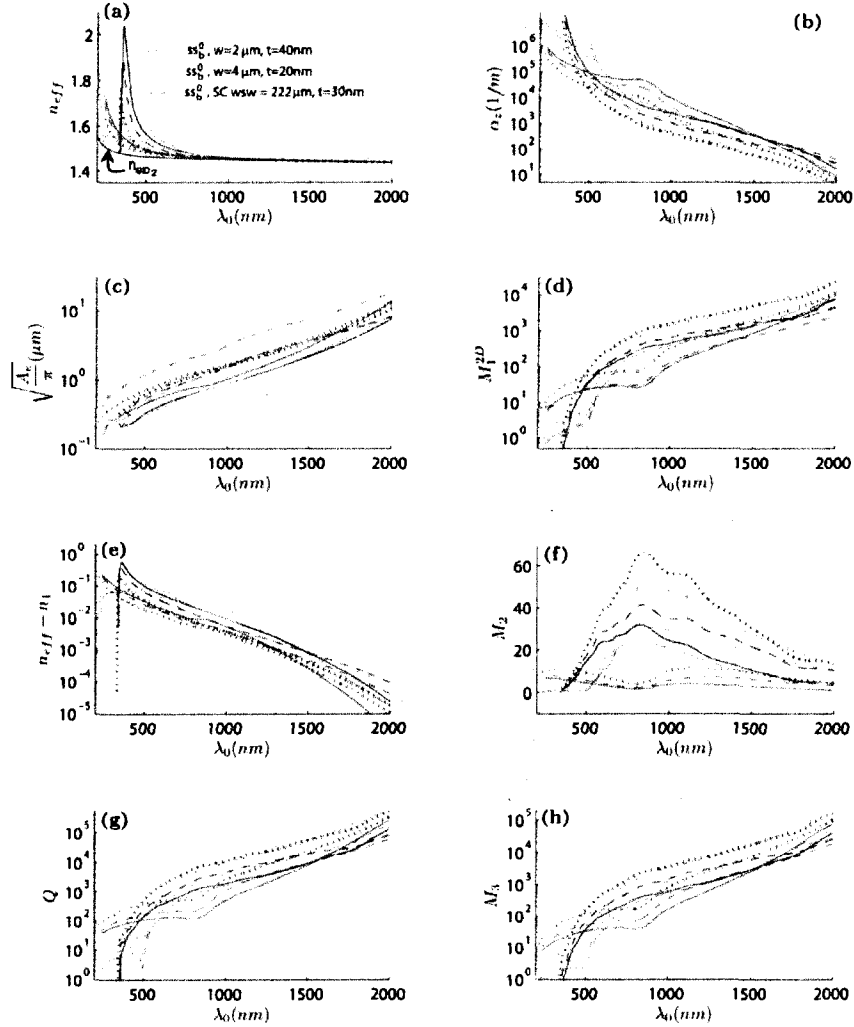 (a)
n_eff
2
1.8
1.6
1.4
ss_b^0, w=2 μm, t=40nm
ss_b^0, w=4 μm, t=20nm
ss_b^0, SC wsw = 222μm, t=30nm
500 1000 1500 2000
λ_0(nm)
(b)
α_z(1/m)
10^6
10^5
10^4
10^3
10^2
10^1
500 1000 1500 2000
λ_0(nm)
(c)
√(A_e/π)(μm)
10^1
10^0
10^-1
500 1000 1500 2000
λ_0(nm)
(d)
M_1^2D
10^4
10^3
10^2
10^1
10^0
500 1000 1500 2000
λ_0(nm)
(e)
n_eff − n_1
10^0
10^-1
10^-2
10^-3
10^-4
10^-5
500 1000 1500 2000
λ_0(nm)
(f)
M_2
60
40
20
0
500 1000 1500 2000
λ_0(nm)
(g)
Q
10^5
10^4
10^3
10^2
10^1
10^0
500 1000 1500 2000
λ_0(nm)
(h)
M_3
10^5
10^4
10^3
10^2
10^1
10^0
500 1000 1500 2000
λ_0(nm)